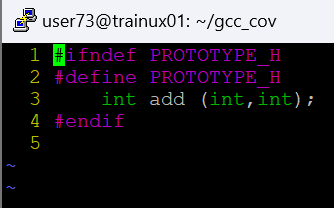 user73@trainux01: ~/gcc_cov
1 #ifndef PROTOTYPE_H
2 #define PROTOTYPE_H
3     int add (int,int);
4 #endif
5
~
~